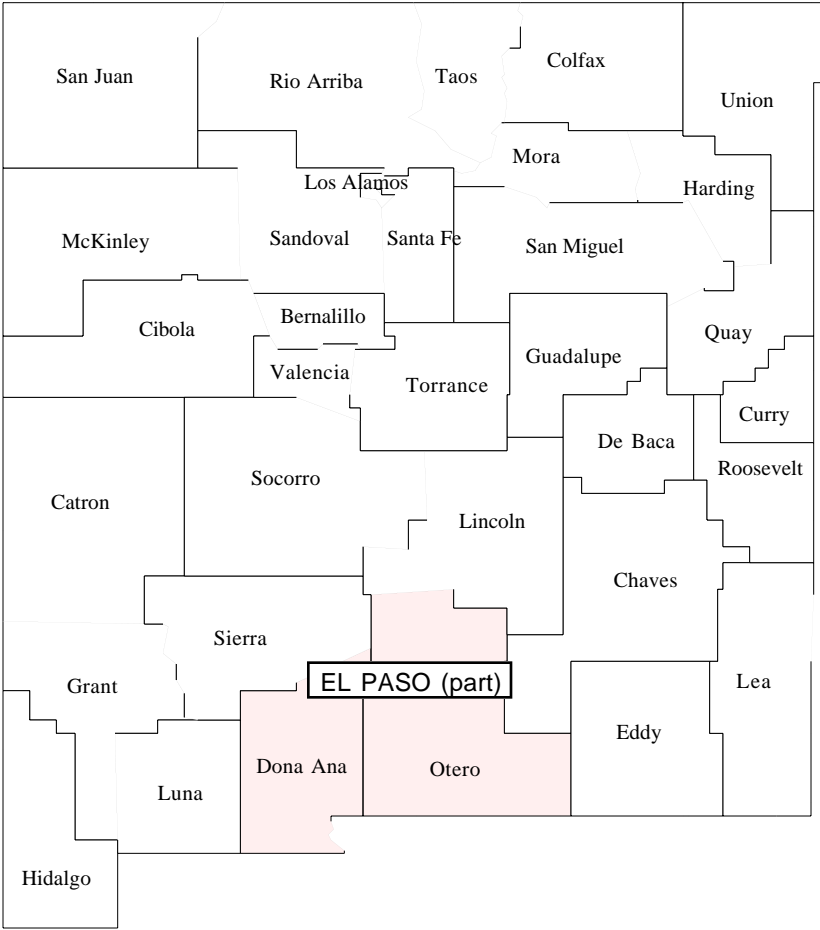 San Juan
Rio Arriba
Taos
Colfax
Union
Mora
Harding
Los Alamos
McKinley
Sandoval
Santa Fe
San Miguel
Cibola
Bernalillo
Quay
Guadalupe
Valencia
Torrance
Curry
De Baca
Roosevelt
Catron
Socorro
Lincoln
Chaves
Sierra
EL PASO (part)
Grant
Lea
Eddy
Dona Ana
Otero
Luna
Hidalgo